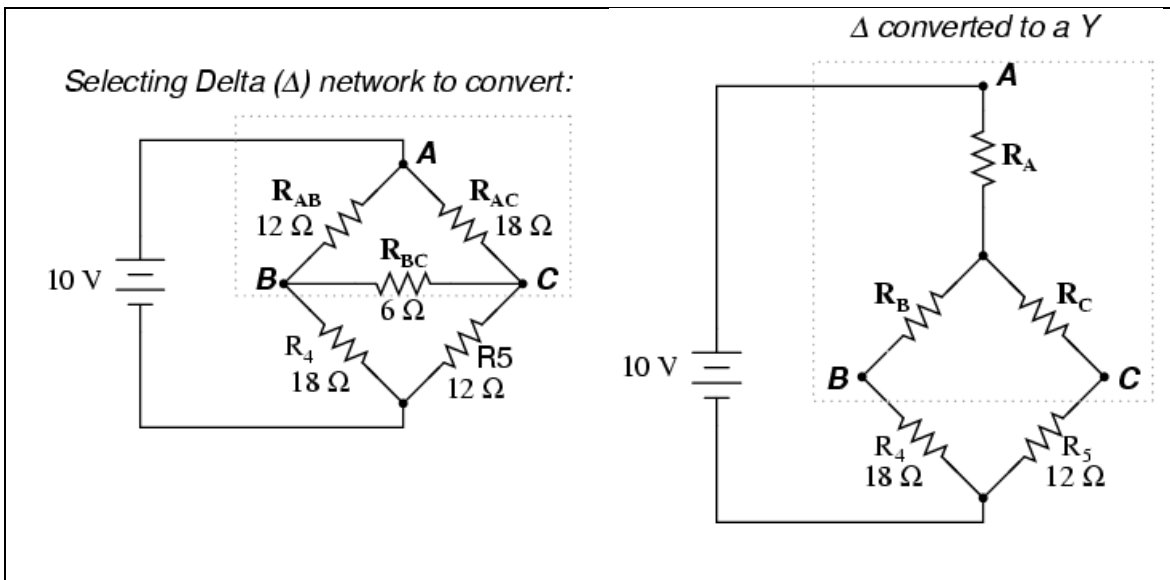 Selecting Delta (Δ) network to convert:
A
R_AB
12 Ω
R_AC
18 Ω
R_BC
6 Ω
B
C
10 V
R_4
18 Ω
R5
12 Ω
Δ converted to a Y
A
R_A
R_B
R_C
B
C
10 V
R_4
18 Ω
R_5
12 Ω